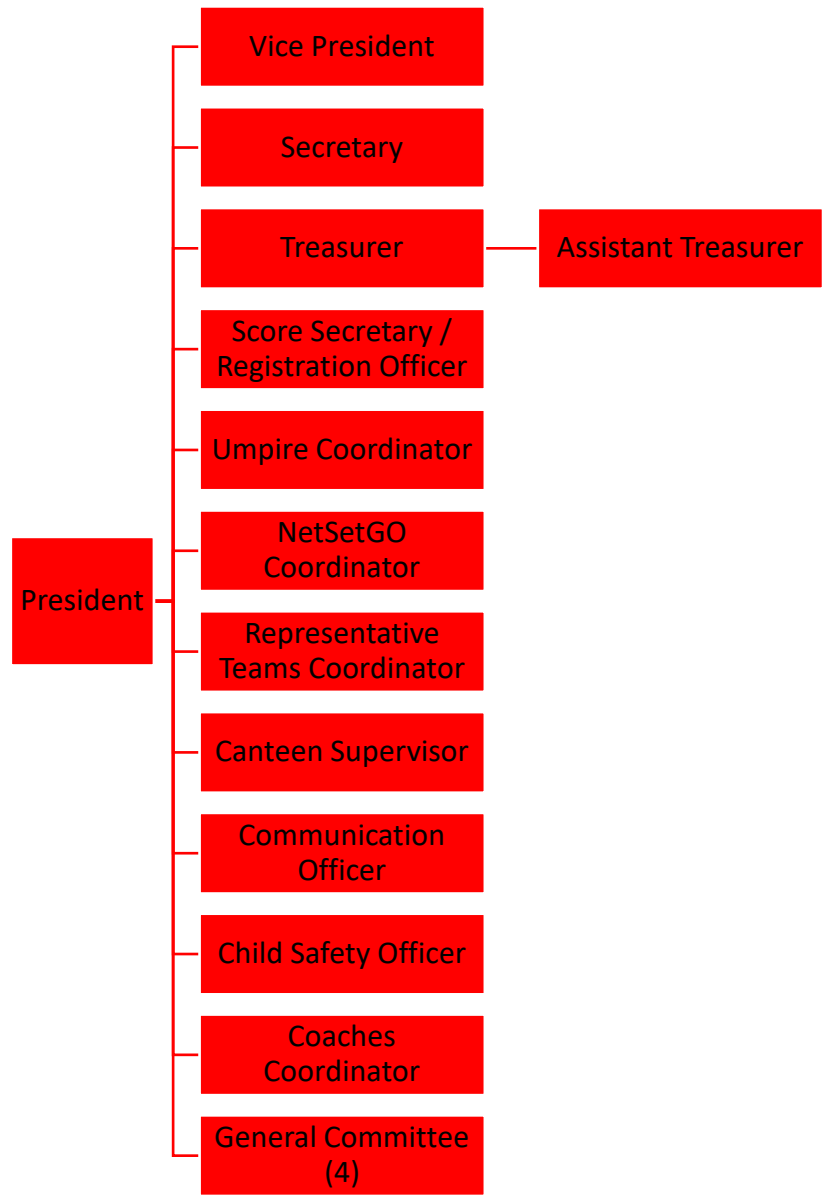 Vice President
Secretary
Treasurer
Assistant Treasurer
Score Secretary /
Registration Officer
Umpire Coordinator
NetSetGO
Coordinator
President
Representative
Teams Coordinator
Canteen Supervisor
Communication
Officer
Child Safety Officer
Coaches
Coordinator
General Committee
(4)